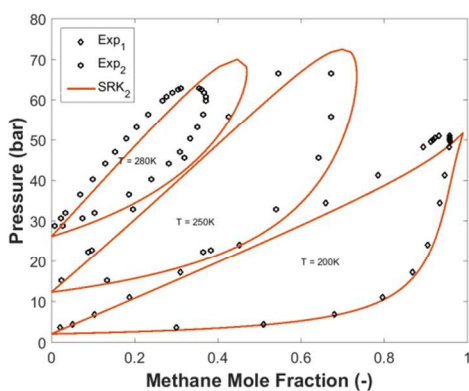 80
70
60
50
40
30
20
10
0
Pressure (bar)
Exp1
Exp2
SRK2
T = 280K
T = 250K
T = 200K
0 0.2 0.4 0.6 0.8 1
Methane Mole Fraction (-)